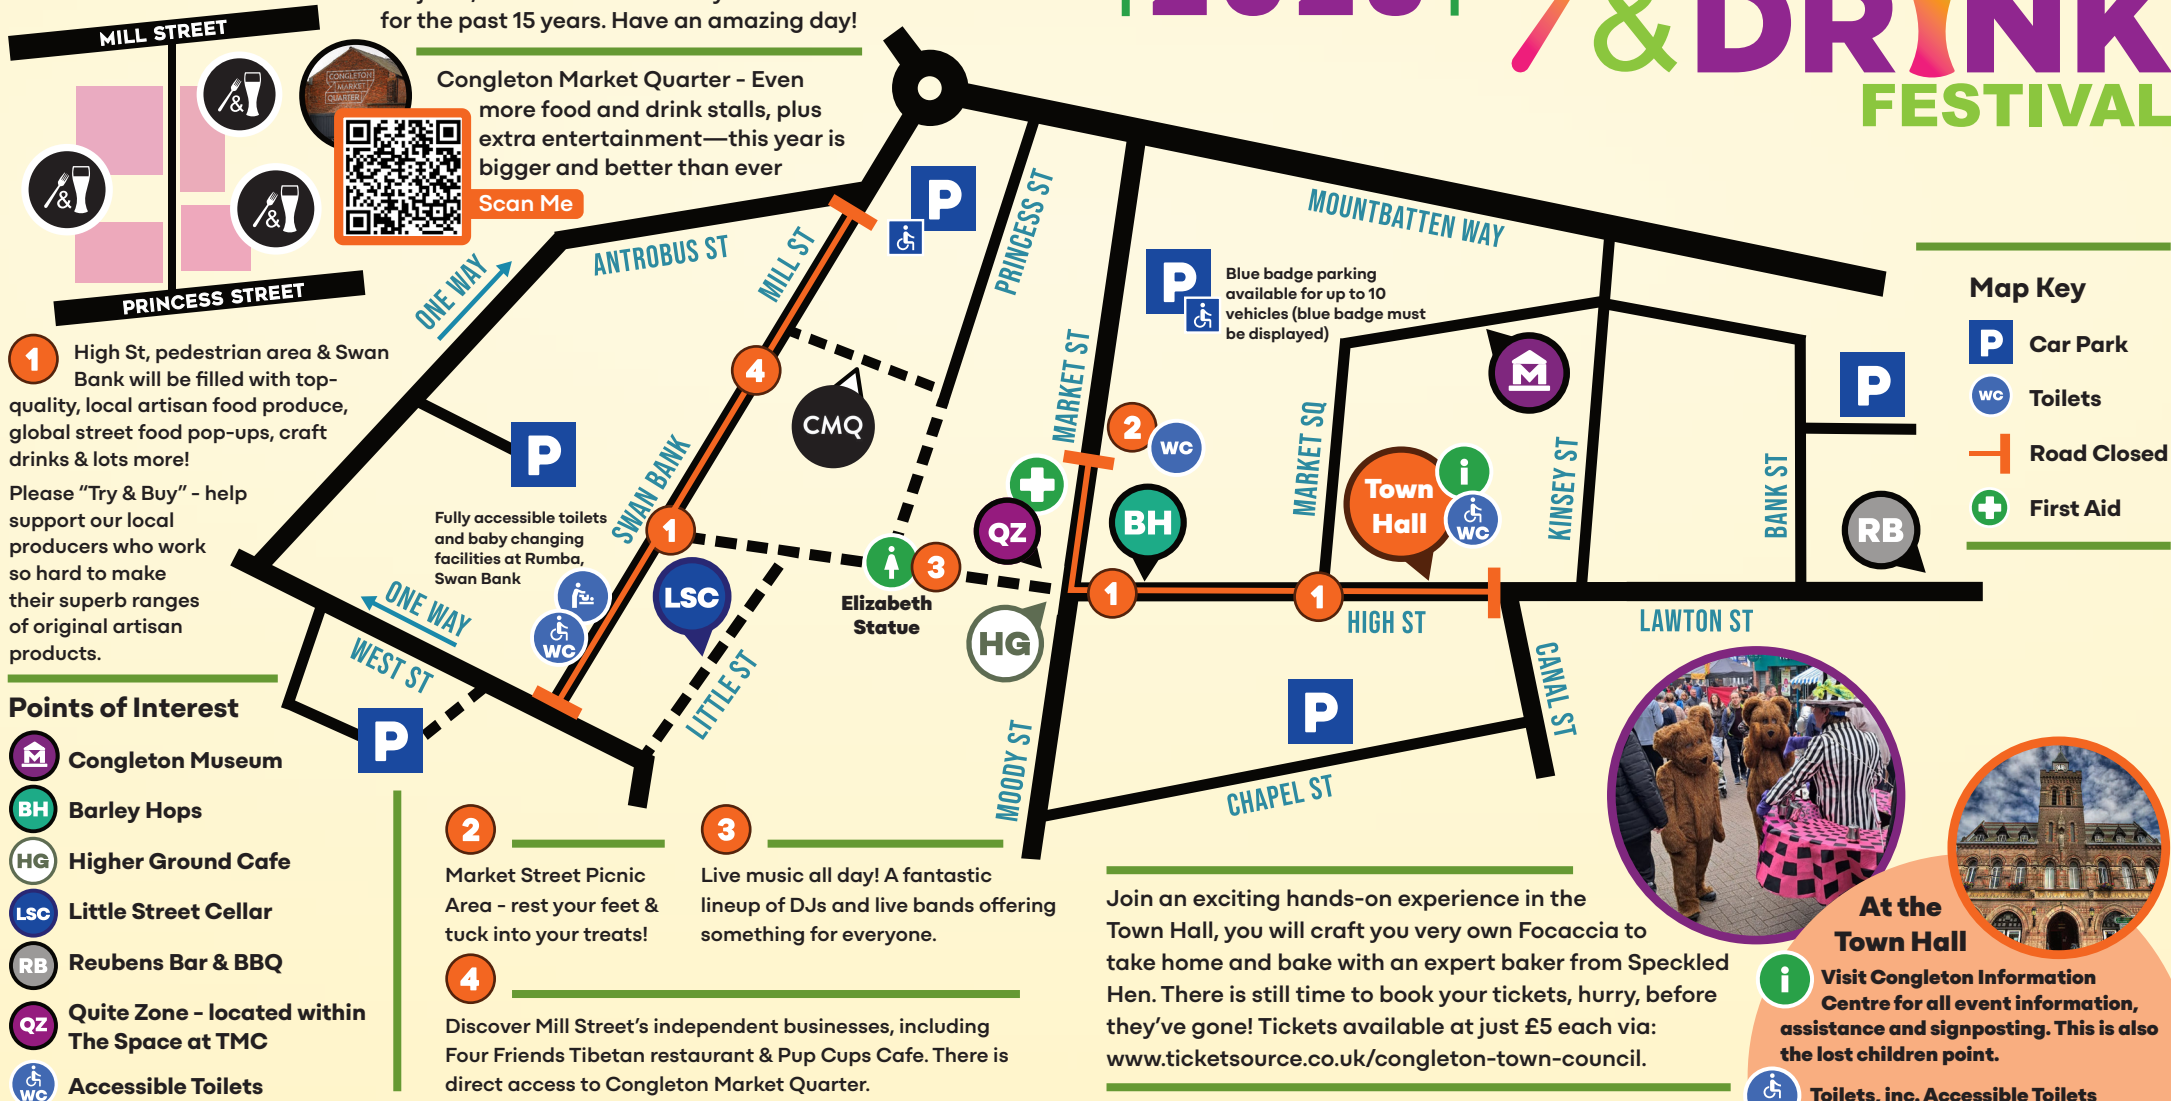 for the past 15 years. Have an amazing day!
& DRINK
FESTIVAL
MILL STREET
&
&
&
PRINCESS STREET
CONGLETON
MARKET
QUARTER
Congleton Market Quarter - Even
more food and drink stalls, plus
extra entertainment—this year is
bigger and better than ever
Scan Me
1
High St, pedestrian area & Swan
Bank will be filled with top-
quality, local artisan food produce,
global street food pop-ups, craft
drinks & lots more!
Please “Try & Buy” - help
support our local
producers who work
so hard to make
their superb ranges
of original artisan
products.
ONE WAY
ANTROBUS ST
MILL ST
P
PRINCESS ST
MOUNTBATTEN WAY
P
Blue badge parking
available for up to 10
vehicles (blue badge must
be displayed)
4
CMQ
MARKET ST
2
WC
MARKET SQ
M
KINSEY ST
BANK ST
P
P
SWAN BANK
Fully accessible toilets
and baby changing
facilities at Rumba,
Swan Bank
WC
1
LSC
3
Elizabeth
Statue
QZ
BH
HG
Town
Hall
i
WC
RB
1
1
HIGH ST
LAWTON ST
ONE WAY
WEST ST
P
LITTLE ST
MOODY ST
P
CHAPEL ST
CANAL ST
Map Key
P Car Park
WC Toilets
Road Closed
First Aid
Points of Interest
M Congleton Museum
BH Barley Hops
HG Higher Ground Cafe
LSC Little Street Cellar
RB Reubens Bar & BBQ
QZ Quite Zone - located within
The Space at TMC
WC Accessible Toilets
2
Market Street Picnic
Area - rest your feet &
tuck into your treats!
3
Live music all day! A fantastic
lineup of DJs and live bands offering
something for everyone.
4
Discover Mill Street’s independent businesses, including
Four Friends Tibetan restaurant & Pup Cups Cafe. There is
direct access to Congleton Market Quarter.
Join an exciting hands-on experience in the
Town Hall, you will craft you very own Focaccia to
take home and bake with an expert baker from Speckled
Hen. There is still time to book your tickets, hurry, before
they’ve gone! Tickets available at just £5 each via:
www.ticketsource.co.uk/congleton-town-council.
At the
Town Hall
i Visit Congleton Information
Centre for all event information,
assistance and signposting. This is also
the lost children point.
Toilets, inc. Accessible Toilets